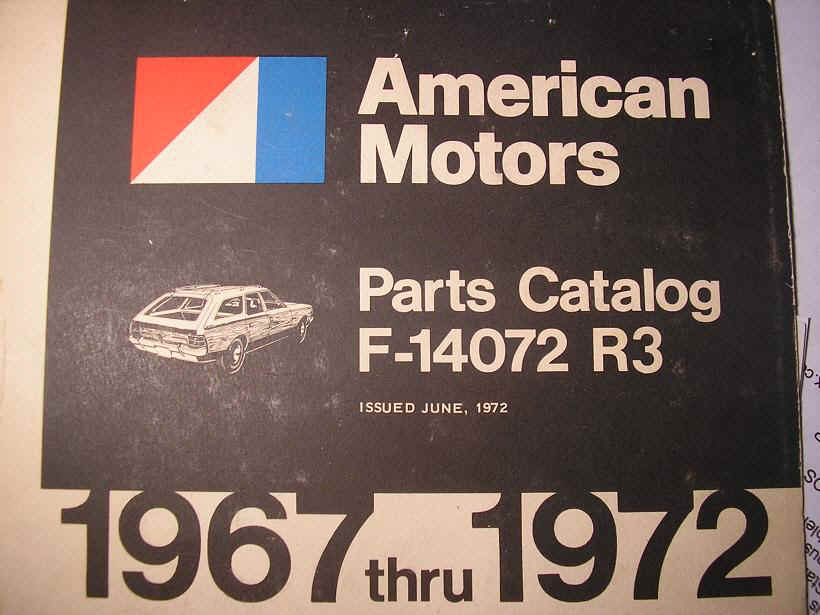 American
Motors
Parts Catalog
F-14072 R3
ISSUED JUNE, 1972
1967 thru 1972